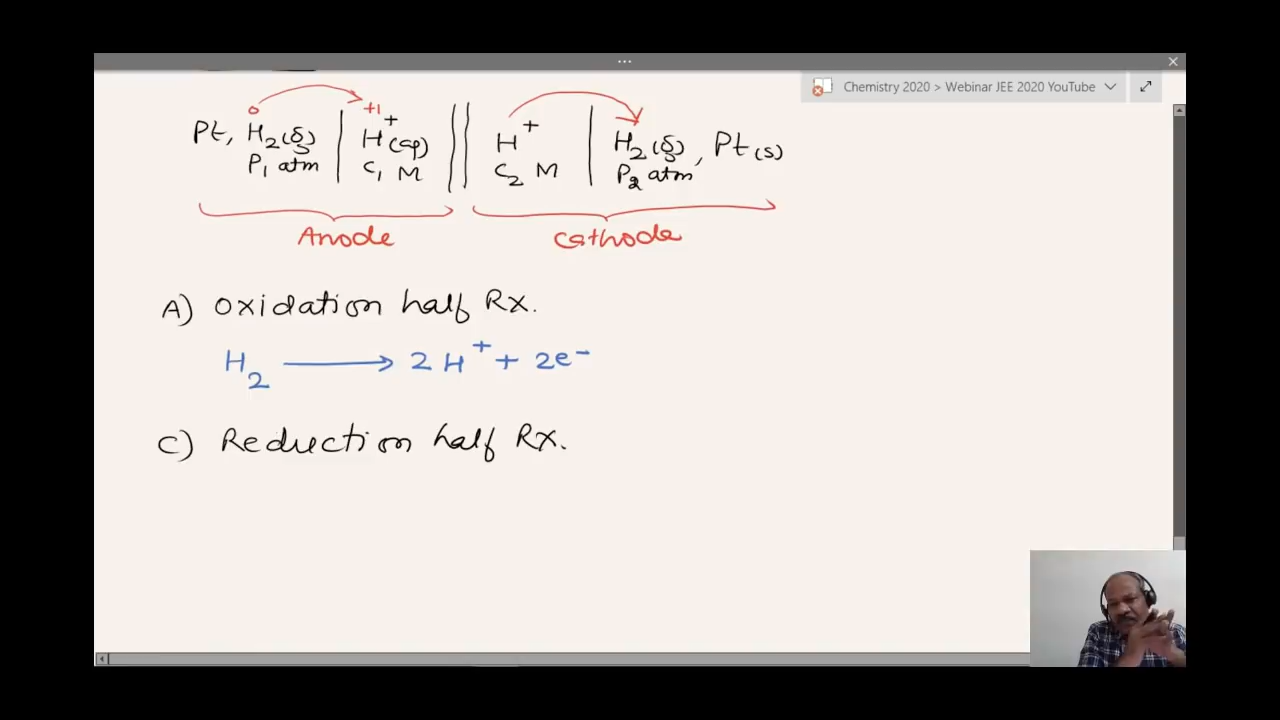 Chemistry 2020 > Webinar JEE 2020 YouTube
0 +1
Pt, H₂(g) | H⁺(aq) || H⁺ | H₂(g), Pt(s)
P₁ atm | C₁ M || C₂ M | P₂ atm
Anode Cathode
A) Oxidation half Rx.
H₂ ⟶ 2H⁺ + 2e⁻
C) Reduction half Rx.